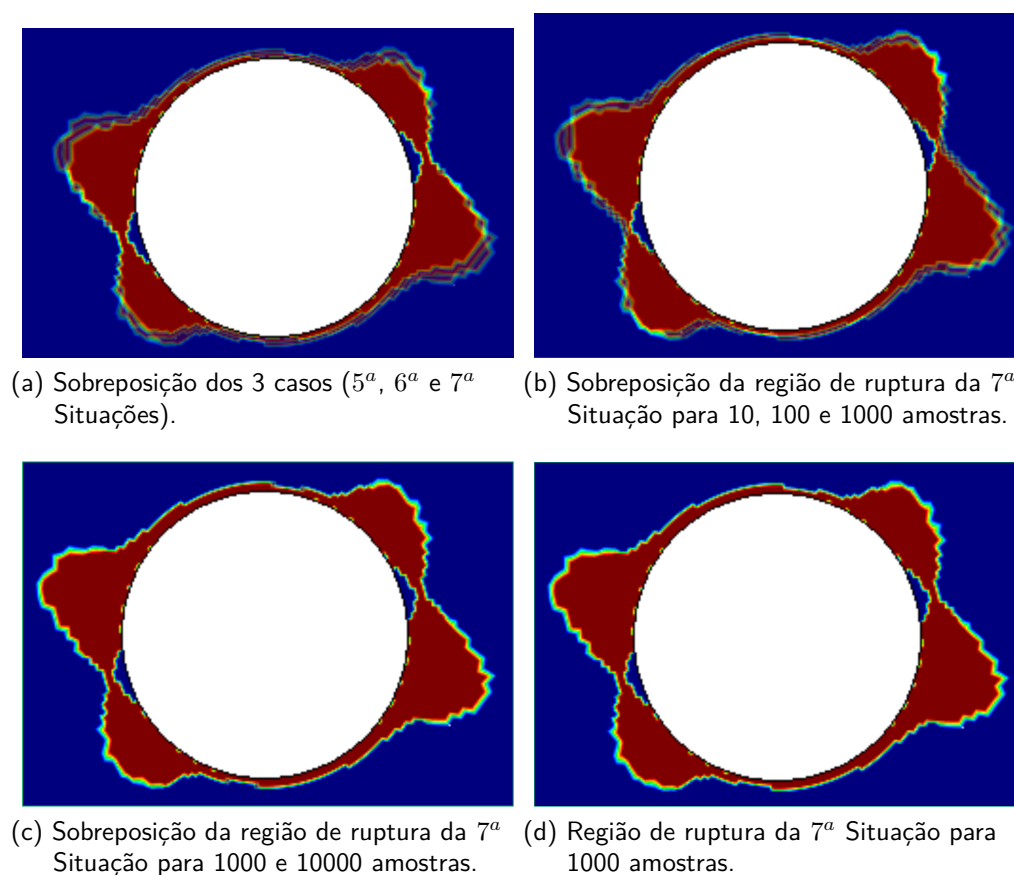 (a) Sobreposição dos 3 casos (5ª, 6ª e 7ª
Situações).
(b) Sobreposição da região de ruptura da 7ª
Situação para 10, 100 e 1000 amostras.
(c) Sobreposição da região de ruptura da 7ª
Situação para 1000 e 10000 amostras.
(d) Região de ruptura da 7ª Situação para
1000 amostras.